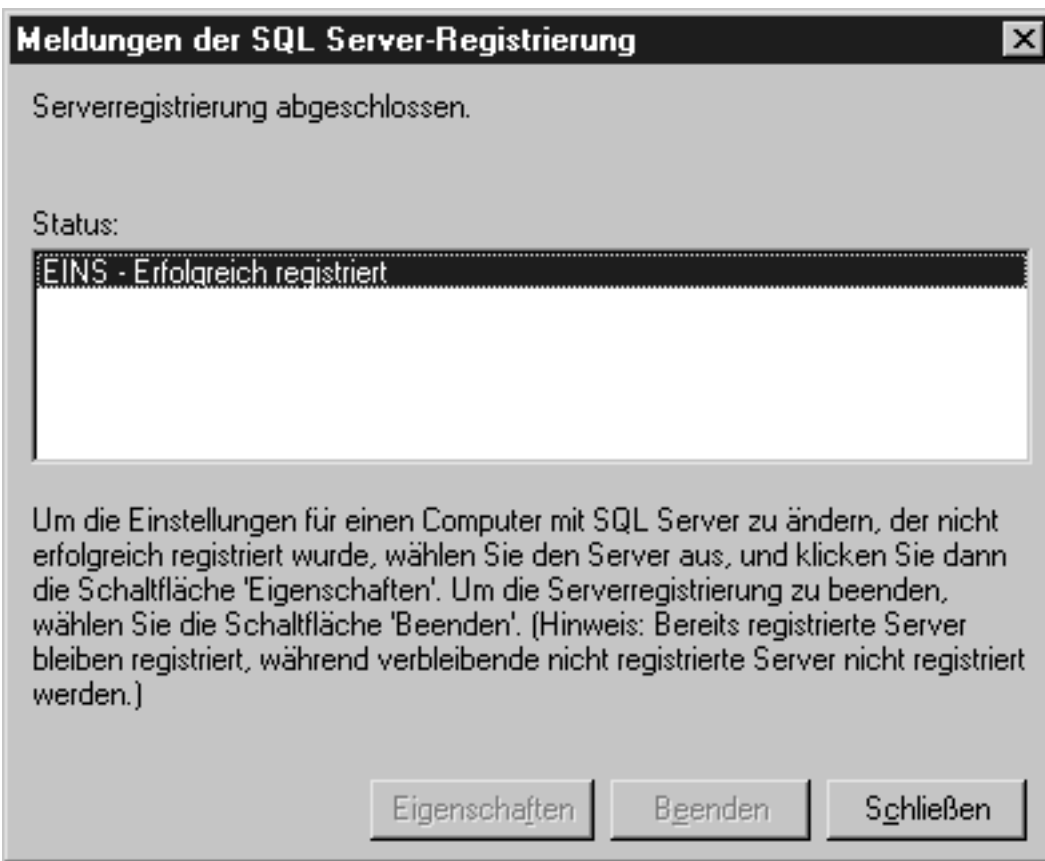 Meldungen der SQL Server-Registrierung
Serverregistrierung abgeschlossen.
Status:
EINS - Erfolgreich registriert
Um die Einstellungen für einen Computer mit SQL Server zu ändern, der nicht
erfolgreich registriert wurde, wählen Sie den Server aus, und klicken Sie dann
die Schaltfläche 'Eigenschaften'. Um die Serverregistrierung zu beenden,
wählen Sie die Schaltfläche 'Beenden'. (Hinweis: Bereits registrierte Server
bleiben registriert, während verbleibende nicht registrierte Server nicht registriert
werden.)
Eigenschaften Beenden Schließen